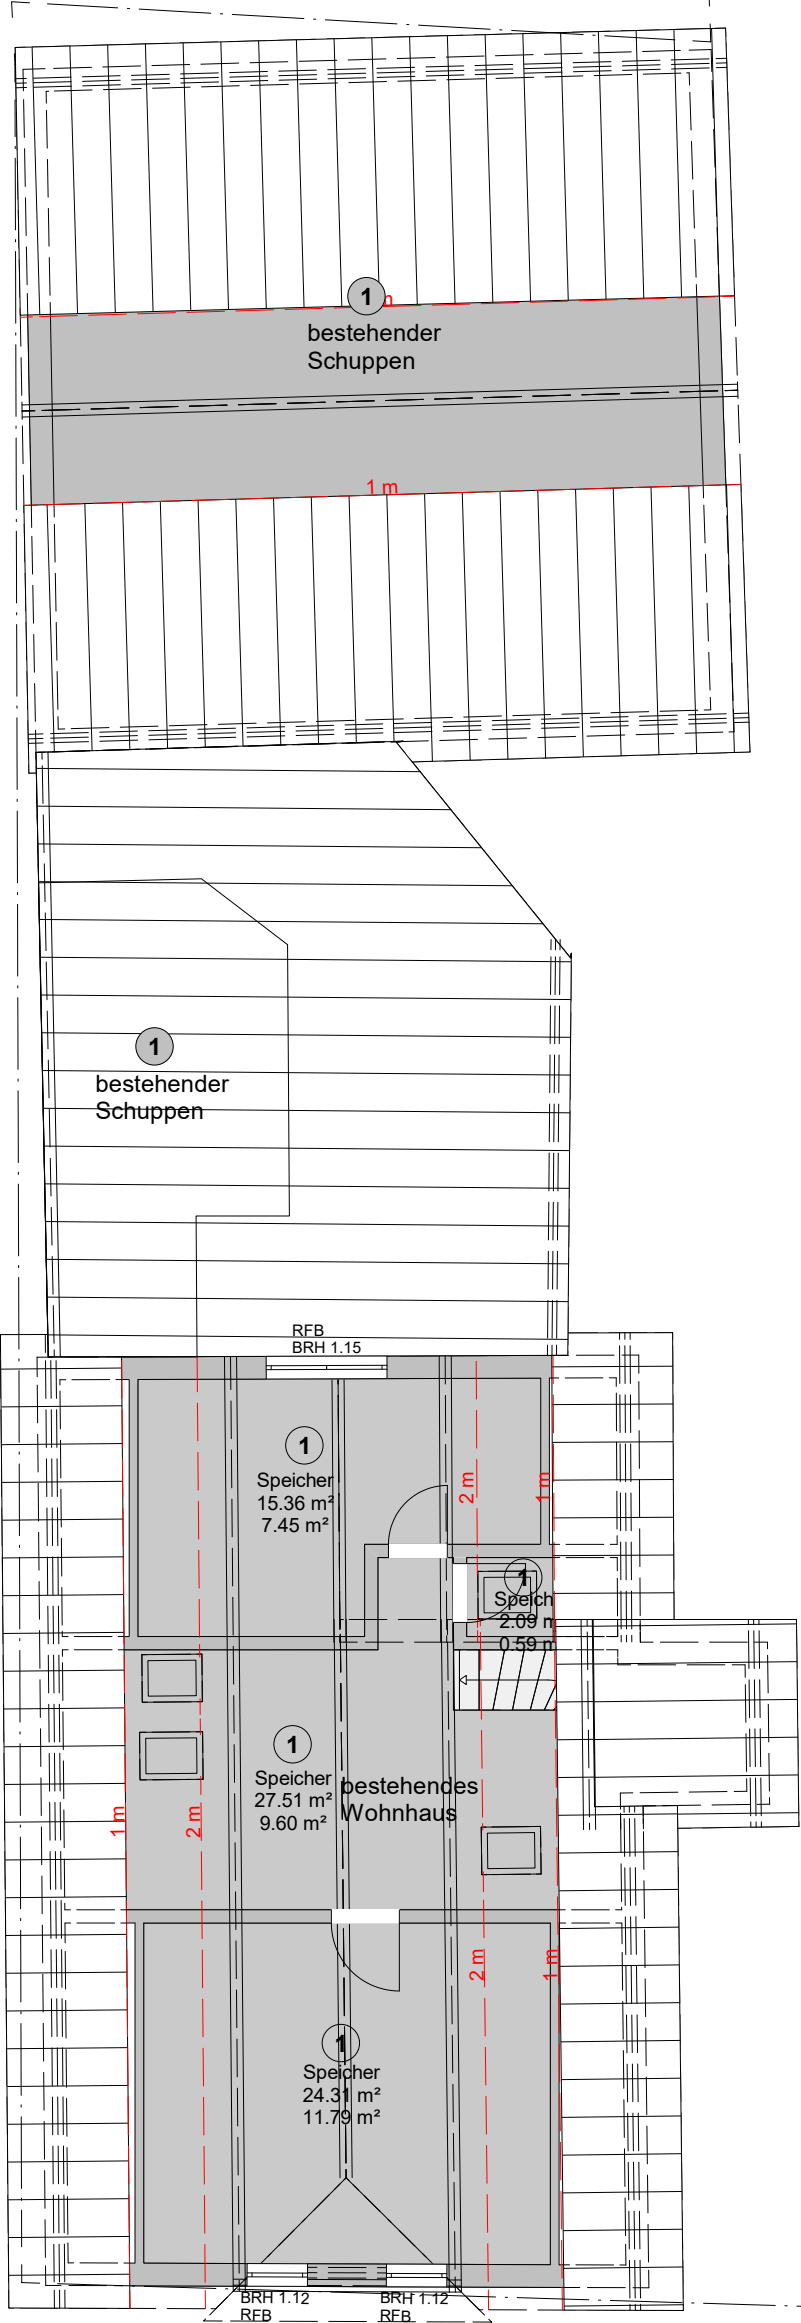 1
bestehender
Schuppen
1 m
1
bestehender
Schuppen
RFB
BRH 1.15
1
Speicher
15.36 m²
7.45 m²
2 m
1 m
1
Speich
2.09 m
0.59 m
1
Speicher
27.51 m²
9.60 m²
bestehendes
Wohnhaus
1 m
2 m
2 m
1 m
1
Speicher
24.31 m²
11.79 m²
BRH 1.12
RFB
BRH 1.12
RFB